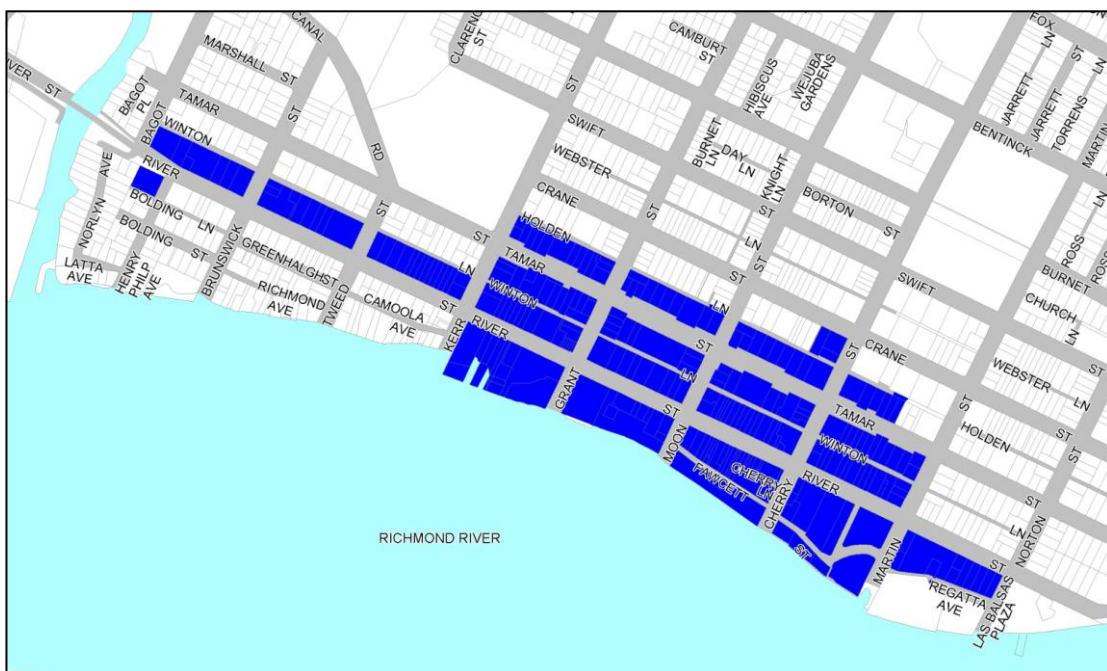 FOX
LN
ST
LN
CANAL
CLARENCE
ST
CAMBURT
ST
HIBISCUS
AVE
WEJUBA
GARDENS
JARRETT
JARRETT
TORRENS
MARTIN
MARSHALL
ST
BAGOT
PL
TAMAR
ST
ST
BENTINCK
ST
BAGOT
WINTON
RD
SWIFT
BURNET
LN
DAY
LN
KNIGHT
LN
WEBSTER
BORTON
ST
RIVER
NORLYN AVE
BOLDING
LN
BOLDING
ST
CRANE
ST
ST
LN
ST
ROSS
ROSS
BURNET
HOLDEN
ST
BRUNSWICK
GREENHALGH ST
ST
TAMAR
ST
SWIFT
CHURCH
LN
LATTA
AVE
HENRY
PHILP
AVE
RICHMOND
AVE
TWEED
CAMOOLA
AVE
LN
ST
WINTON
LN
ST
ST
CRANE
ST
KERR
RIVER
ST
LN
WEBSTER
LN
GRANT
ST
TAMAR
HOLDEN
ST
ST
MOON
CHERRY
LN
WINTON
FAWCETT
RIVER
ST
LN
CHERRY
RICHMOND RIVER
ST
ST
NORTON
MARTIN
REGATTA
AVE
LAS BALSAS
PLAZA